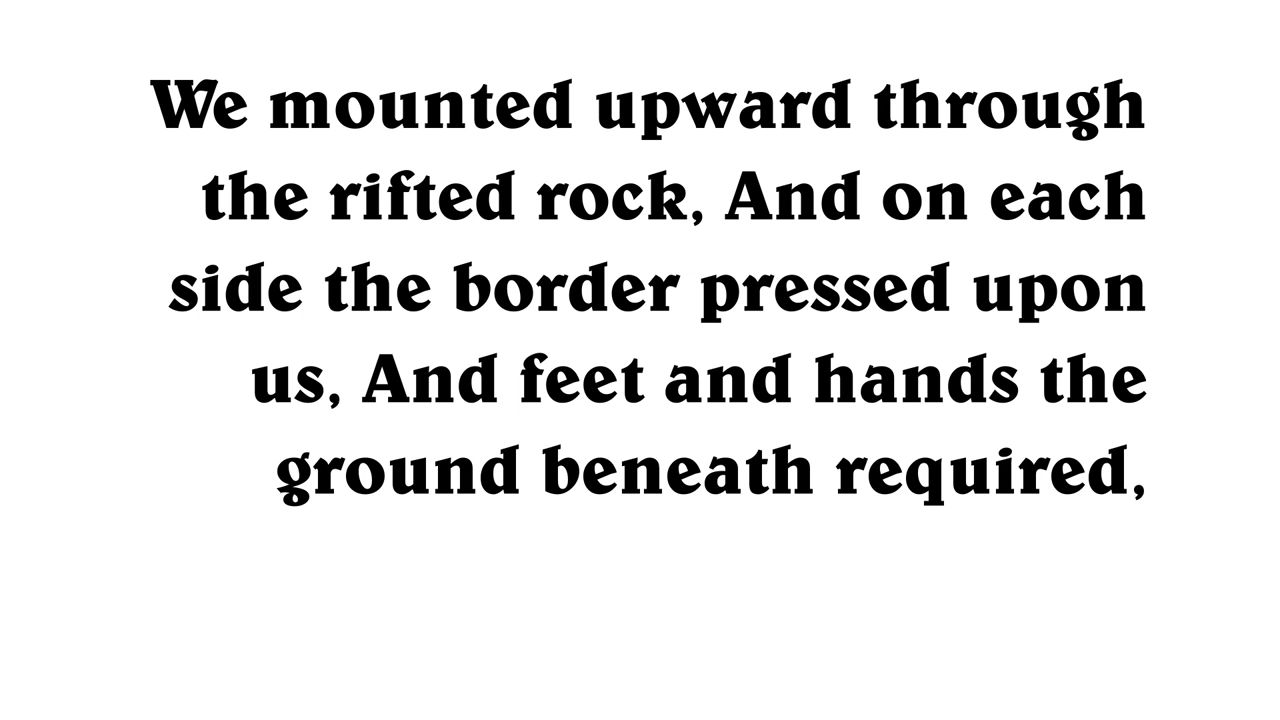 We mounted upward through
the rifted rock, And on each
side the border pressed upon
us, And feet and hands the
ground beneath required,